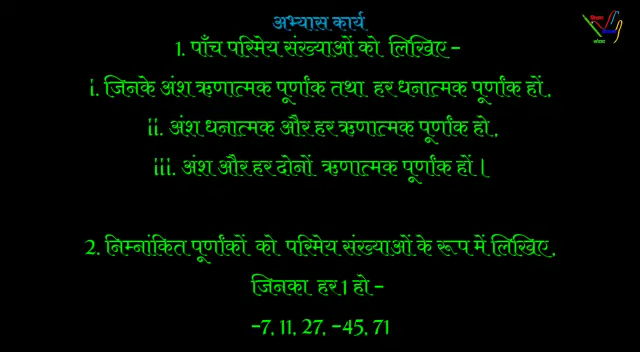 अभ्यास कार्य
1. पाँच परिमेय संख्याओं को लिखिए -
i. जिनके अंश ऋणात्मक पूर्णांक तथा हर धनात्मक पूर्णांक हों,
ii. अंश धनात्मक और हर ऋणात्मक पूर्णांक हो,
iii. अंश और हर दोनों ऋणात्मक पूर्णांक हों |
2. निम्नांकित पूर्णांकों को परिमेय संख्याओं के रूप में लिखिए,
जिनका हर 1 हो -
-7, 11, 27, -45, 71